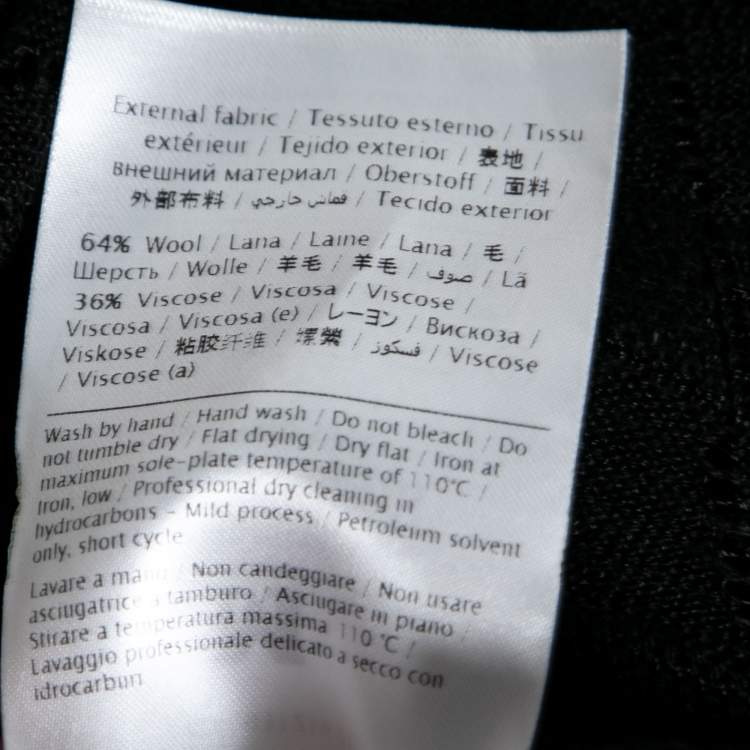 External fabric / Tessuto esterno / Tissu
extérieur / Tejido exterior / 表地 /
внешний материал / Oberstoff / 面料 /
外部布料 / قماش خارجي / Tecido exterior
64% Wool / Lana / Laine / Lana / 毛 /
Шерсть / Wolle / 羊毛 / 羊毛 / صوف / Lã
36% Viscose / Viscosa / Viscose /
Viscosa / Viscosa (e) / レーヨン / Вискоза /
Viskose / 粘胶纤维 / 嫘縈 / فسكوز / Viscose
/ Viscose (a)
Wash by hand / Hand wash / Do not bleach / Do
not tumble dry / Flat drying / Dry flat / Iron at
maximum sole-plate temperature of 110°C /
Iron, low / Professional dry cleaning in
hydrocarbons - Mild process / Petroleum solvent
only, short cycle
Lavare a mano / Non candeggiare / Non usare
asciugatrice a tamburo / Asciugare in piano /
Stirare a temperatura massima 110 °C /
Lavaggio professionale delicato a secco con
idrocarburi